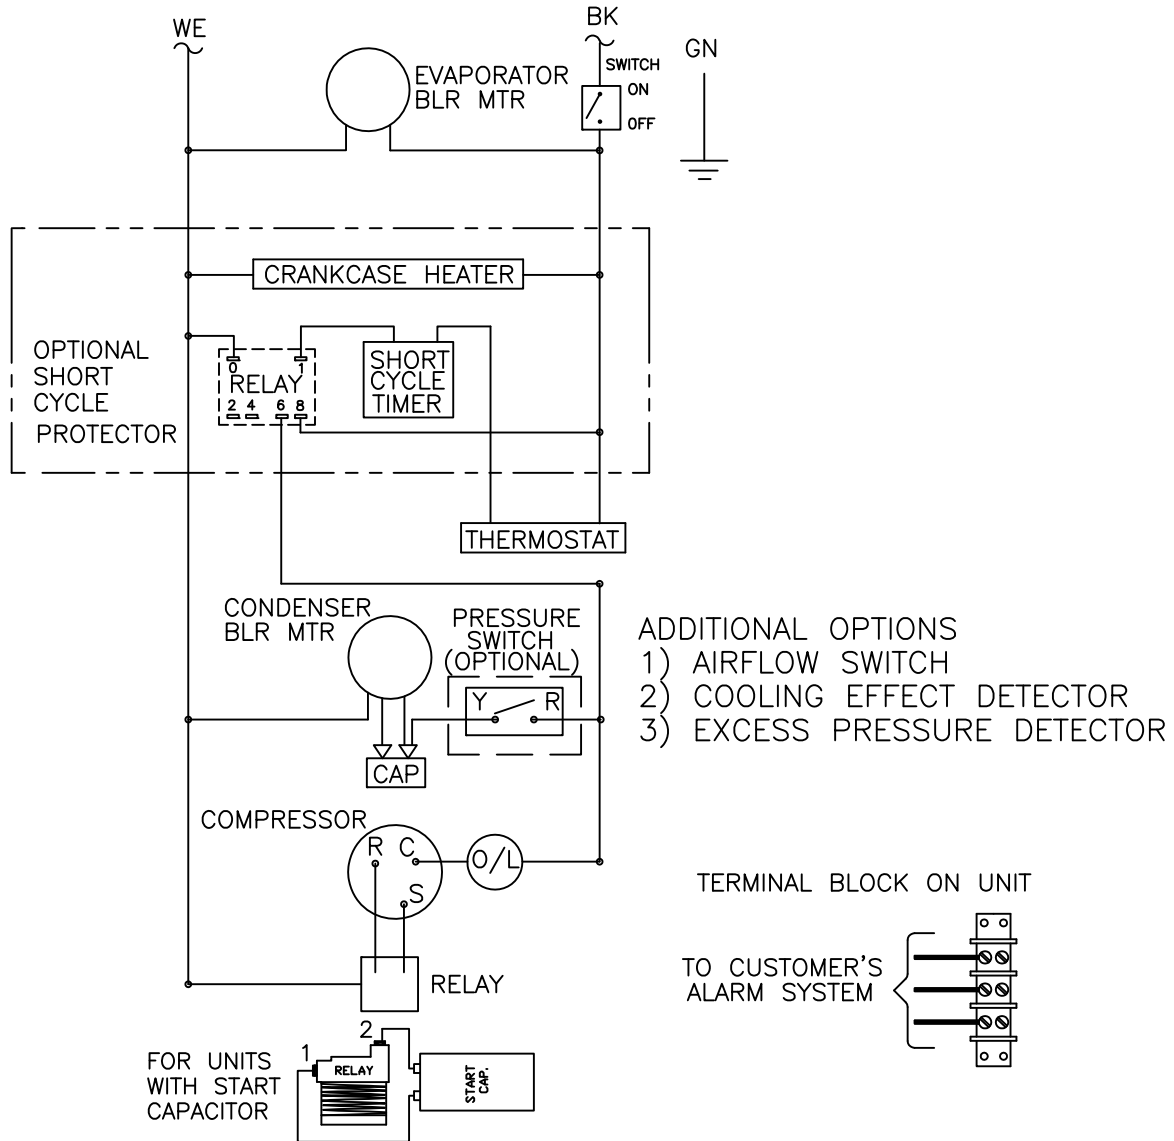 WE
BK
GN
SWITCH
ON
OFF
EVAPORATOR
BLR MTR
CRANKCASE HEATER
OPTIONAL
SHORT
CYCLE
PROTECTOR
0 1
RELAY
2 4 6 8
SHORT
CYCLE
TIMER
THERMOSTAT
CONDENSER
BLR MTR
PRESSURE
SWITCH
(OPTIONAL)
Y R
CAP
ADDITIONAL OPTIONS
1) AIRFLOW SWITCH
2) COOLING EFFECT DETECTOR
3) EXCESS PRESSURE DETECTOR
COMPRESSOR
R C
S
O/L
RELAY
TERMINAL BLOCK ON UNIT
TO CUSTOMER'S
ALARM SYSTEM
FOR UNITS
WITH START
CAPACITOR
1
2
RELAY
START
CAP.